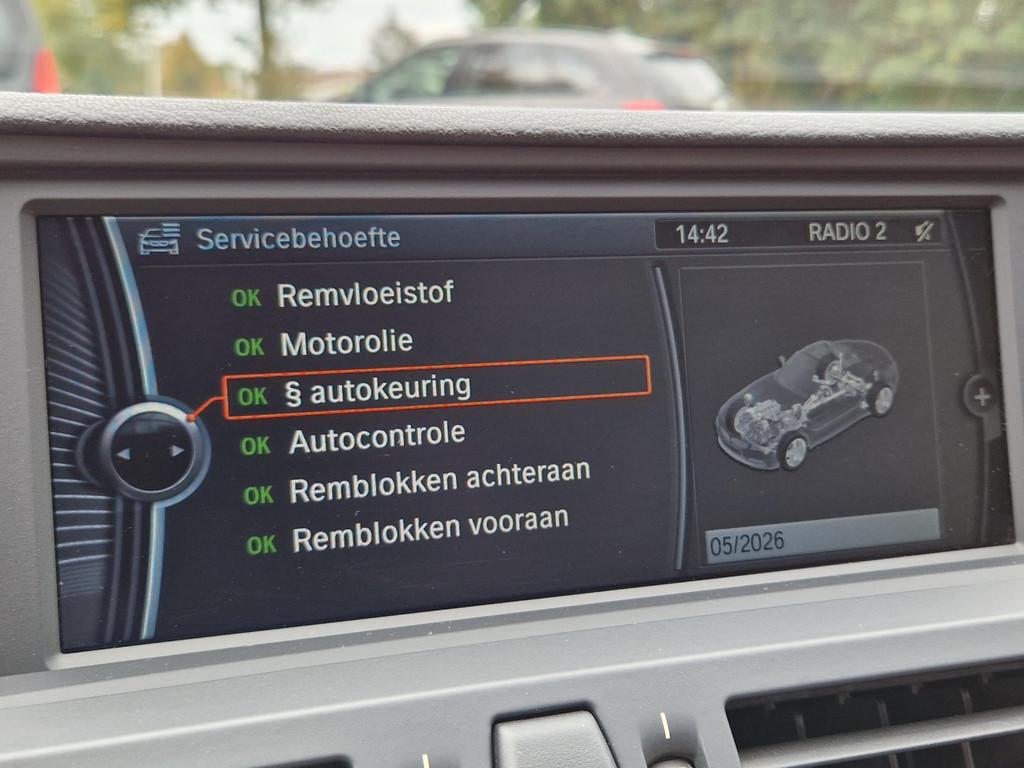 Servicebehoefte
14:42
RADIO 2
OK Remvloeistof
OK Motorolie
OK § autokeuring
OK Autocontrole
OK Remblokken achteraan
OK Remblokken vooraan
05/2026